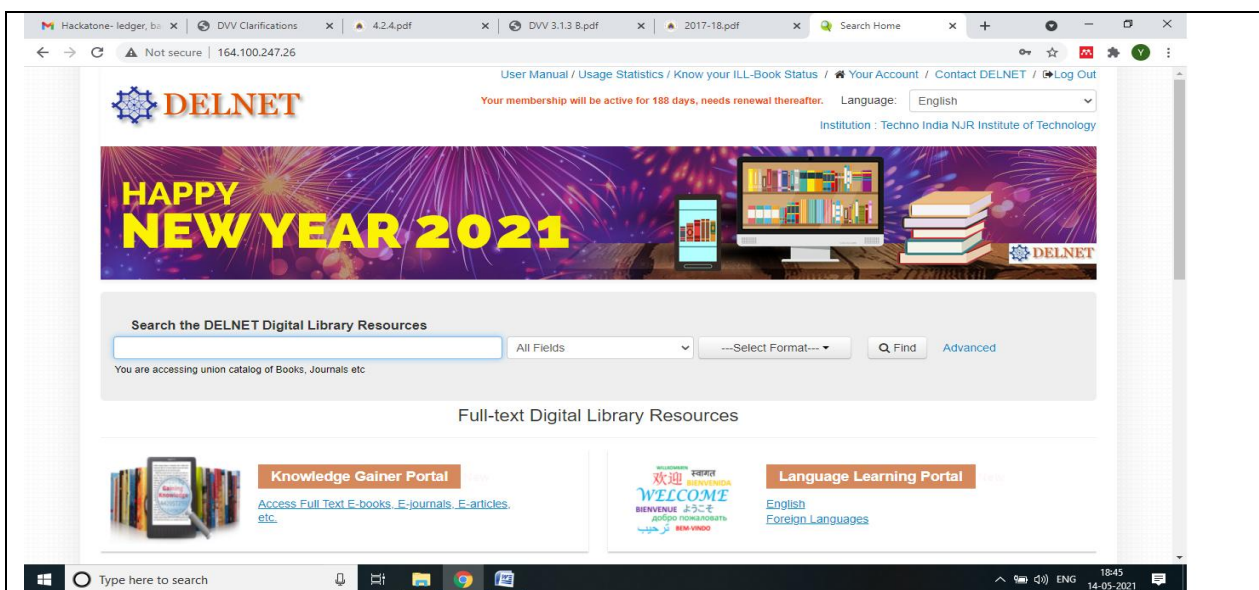 Hackatone- ledger, ba
DVV Clarifications
4.2.4.pdf
DVV 3.1.3 B.pdf
2017-18.pdf
Search Home
Not secure | 164.100.247.26
Y
User Manual / Usage Statistics / Know your ILL-Book Status / Your Account / Contact DELNET / Log Out
DELNET
Your membership will be active for 188 days, needs renewal thereafter. Language: English
Institution : Techno India NJR Institute of Technology
HAPPY
NEW YEAR 2021
DELNET
Search the DELNET Digital Library Resources
All Fields
---Select Format---
Find
Advanced
You are accessing union catalog of Books, Journals etc
Full-text Digital Library Resources
Gaining
Knowledge
Knowledge Gainer Portal
Access Full Text E-books, E-journals, E-articles,
etc.
欢迎 स्वागत
BIENVENIDA
WELCOME
BIENVENUE ようこそ
добро пожаловать
BEM-VINDO
Language Learning Portal
English
Foreign Languages
Type here to search
ENG
18:45
14-05-2021